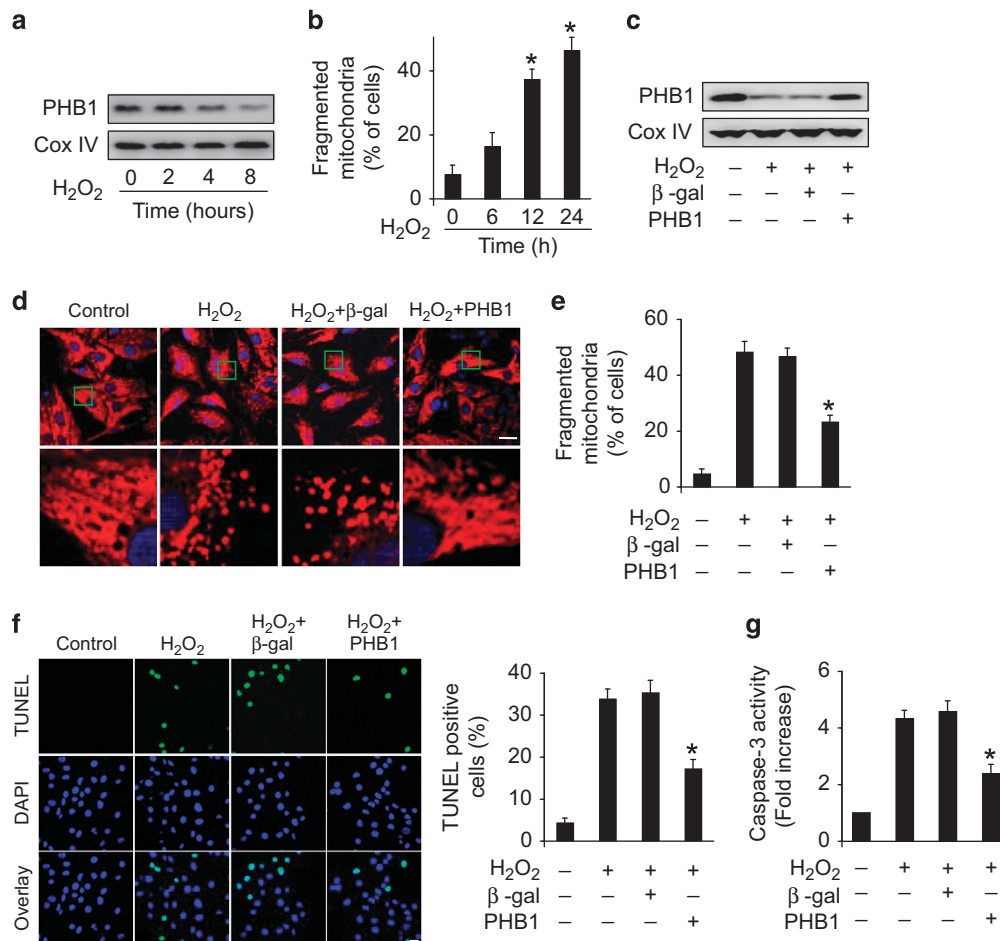 a
PHB1
Cox IV
H₂O₂ 0 2 4 8
Time (hours)
b
Fragmented
mitochondria
(% of cells)
40
20
0
* *
H₂O₂ 0 6 12 24
Time (h)
c
PHB1
Cox IV
H₂O₂ – + + +
β-gal – – + –
PHB1 – – – +
d
Control H₂O₂ H₂O₂+β-gal H₂O₂+PHB1
e
Fragmented
mitochondria
(% of cells)
60
40
20
0
*
H₂O₂ – + + +
β-gal – – + –
PHB1 – – – +
f
Control H₂O₂ H₂O₂+ β-gal H₂O₂+ PHB1
TUNEL
DAPI
Overlay
TUNEL positive
cells (%)
40
30
20
10
0
*
H₂O₂ – + + +
β-gal – – + –
PHB1 – – – +
g
Caspase-3 activity
(Fold increase)
6
4
2
0
*
H₂O₂ – + + +
β-gal – – + –
PHB1 – – – +